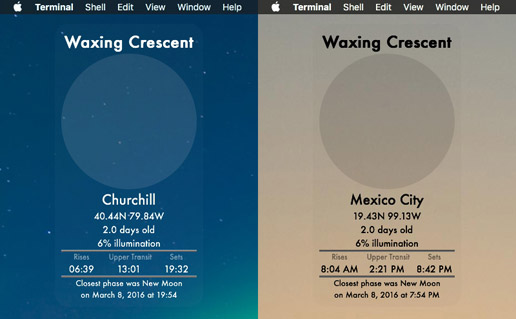 Terminal Shell Edit View Window Help
Waxing Crescent
Churchill
40.44N 79.84W
2.0 days old
6% illumination
Rises Upper Transit Sets
06:39 13:01 19:32
Closest phase was New Moon
on March 8, 2016 at 19:54
Terminal Shell Edit View Window Help
Waxing Crescent
Mexico City
19.43N 99.13W
2.0 days old
6% illumination
Rises Upper Transit Sets
8:04 AM 2:21 PM 8:42 PM
Closest phase was New Moon
on March 8, 2016 at 7:54 PM